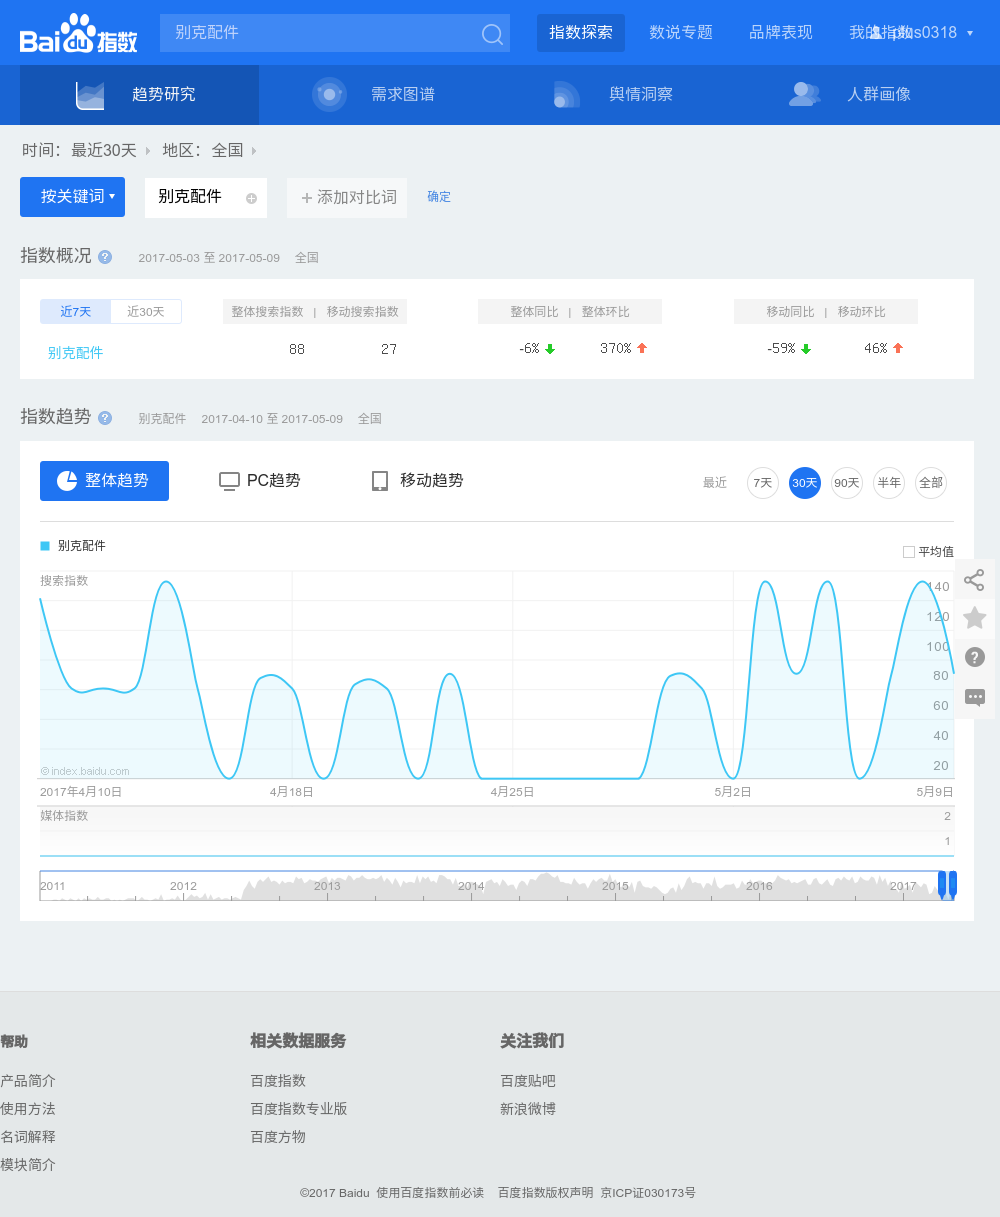 Bai du 指数
别克配件
指数探索 数说专题 品牌表现 我的指数 plus0318
趋势研究 需求图谱 舆情洞察 人群画像
时间： 最近30天 地区： 全国
按关键词 别克配件 + 添加对比词 确定
指数概况 ? 2017-05-03 至 2017-05-09 全国
近7天 近30天 整体搜索指数 | 移动搜索指数 整体同比 | 整体环比 移动同比 | 移动环比
别克配件 88 27 -6% 370% -59% 46%
指数趋势 ? 别克配件 2017-04-10 至 2017-05-09 全国
整体趋势 PC趋势 移动趋势 最近 7天 30天 90天 半年 全部
别克配件
平均值
搜索指数
140
120
100
80
60
40
20
©index.baidu.com
2017年4月10日 4月18日 4月25日 5月2日 5月9日
媒体指数 2
1
2011 2012 2013 2014 2015 2016 2017
帮助 相关数据服务 关注我们
产品简介 百度指数 百度贴吧
使用方法 百度指数专业版 新浪微博
名词解释 百度方物
模块简介
©2017 Baidu 使用百度指数前必读 百度指数版权声明 京ICP证030173号